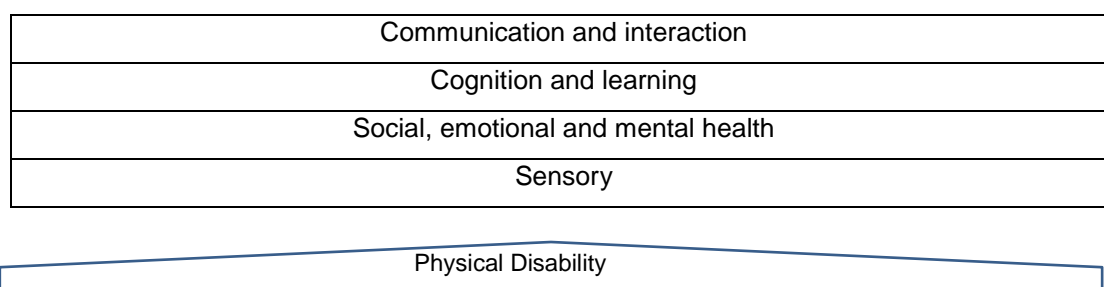 Communication and interaction
Cognition and learning
Social, emotional and mental health
Sensory
Physical Disability